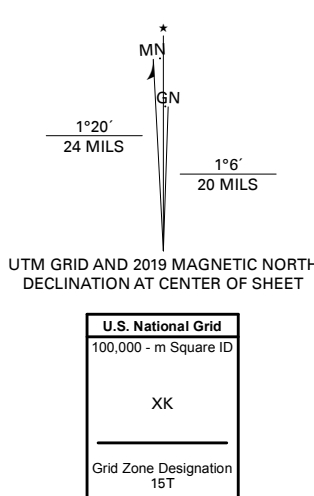 ★
MN
GN
1°20´
24 MILS
1°6´
20 MILS
UTM GRID AND 2019 MAGNETIC NORTH
DECLINATION AT CENTER OF SHEET
U.S. National Grid
100,000 - m Square ID
XK
Grid Zone Designation
15T